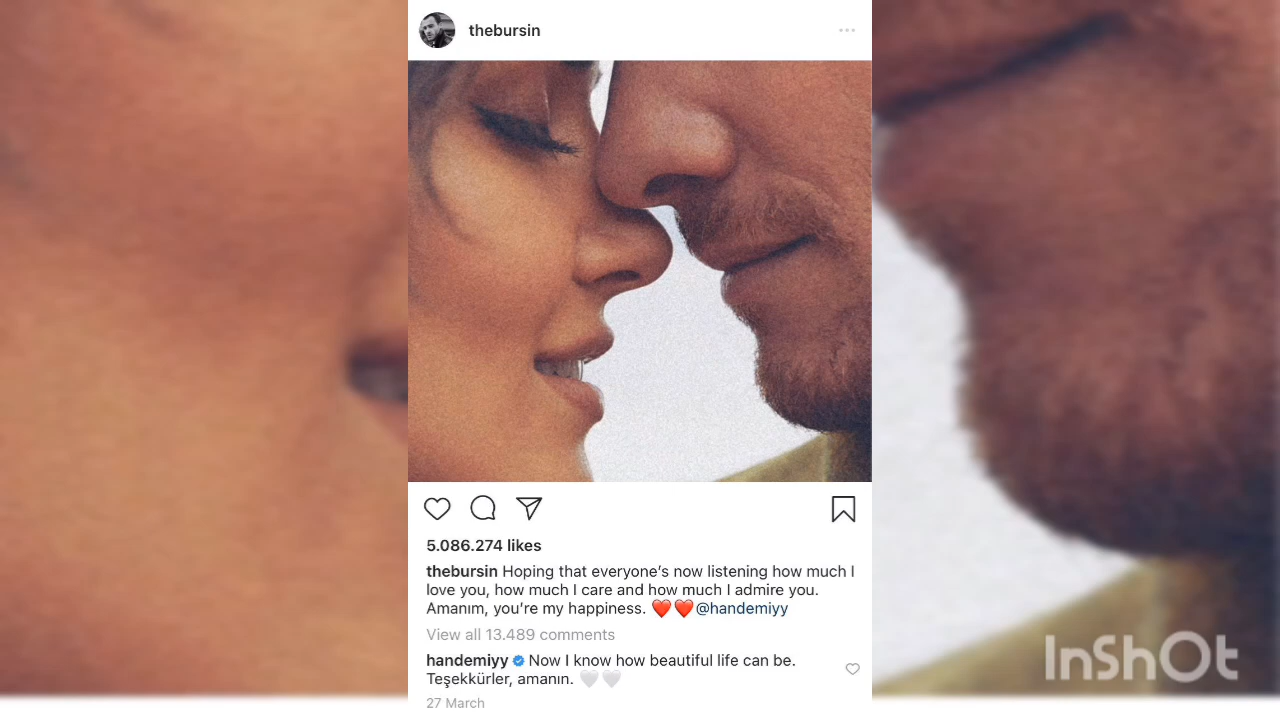 thebursin
5.086.274 likes
thebursin Hoping that everyone's now listening how much I
love you, how much I care and how much I admire you.
Amanım, you're my happiness. ❤️❤️@handemiyy
View all 13.489 comments
handemiyy Now I know how beautiful life can be.
Teşekkürler, amanın. 🤍🤍
27 March
InShOt